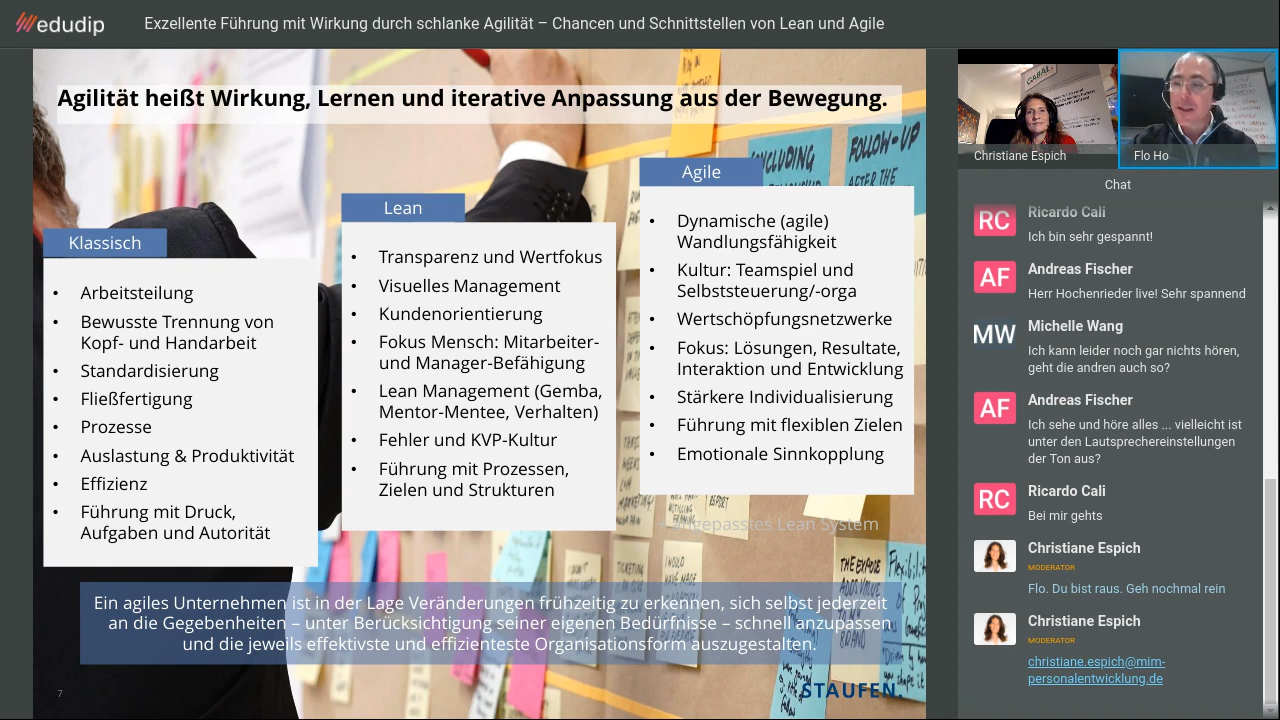 edudip
Exzellente Führung mit Wirkung durch schlanke Agilität – Chancen und Schnittstellen von Lean und Agile
Agilität heißt Wirkung, Lernen und iterative Anpassung aus der Bewegung.
Klassisch
• Arbeitsteilung
• Bewusste Trennung von
Kopf- und Handarbeit
• Standardisierung
• Fließfertigung
• Prozesse
• Auslastung & Produktivität
• Effizienz
• Führung mit Druck,
Aufgaben und Autorität
Lean
• Transparenz und Wertfokus
• Visuelles Management
• Kundenorientierung
• Fokus Mensch: Mitarbeiter-
und Manager-Befähigung
• Lean Management (Gemba,
Mentor-Mentee, Verhalten)
• Fehler und KVP-Kultur
• Führung mit Prozessen,
Zielen und Strukturen
Agile
• Dynamische (agile)
Wandlungsfähigkeit
• Kultur: Teamspiel und
Selbststeuerung/-orga
• Wertschöpfungsnetzwerke
• Fokus: Lösungen, Resultate,
Interaktion und Entwicklung
• Stärkere Individualisierung
• Führung mit flexiblen Zielen
• Emotionale Sinnkopplung
+ angepasstes Lean System
FOLLOW-UP
AFTER THE
Ein agiles Unternehmen ist in der Lage Veränderungen frühzeitig zu erkennen, sich selbst jederzeit
an die Gegebenheiten – unter Berücksichtigung seiner eigenen Bedürfnisse – schnell anzupassen
und die jeweils effektivste und effizienteste Organisationsform auszugestalten.
7
STAUFEN.
GABAL
Christiane Espich
Flo Ho
Chat
RC
Ricardo Cali
Ich bin sehr gespannt!
AF
Andreas Fischer
Herr Hochenrieder live! Sehr spannend
MW
Michelle Wang
Ich kann leider noch gar nichts hören,
geht die andren auch so?
AF
Andreas Fischer
Ich sehe und höre alles ... vielleicht ist
unter den Lautsprechereinstellungen
der Ton aus?
RC
Ricardo Cali
Bei mir gehts
Christiane Espich
MODERATOR
Flo. Du bist raus. Geh nochmal rein
Christiane Espich
MODERATOR
christiane.espich@mim-
personalentwicklung.de